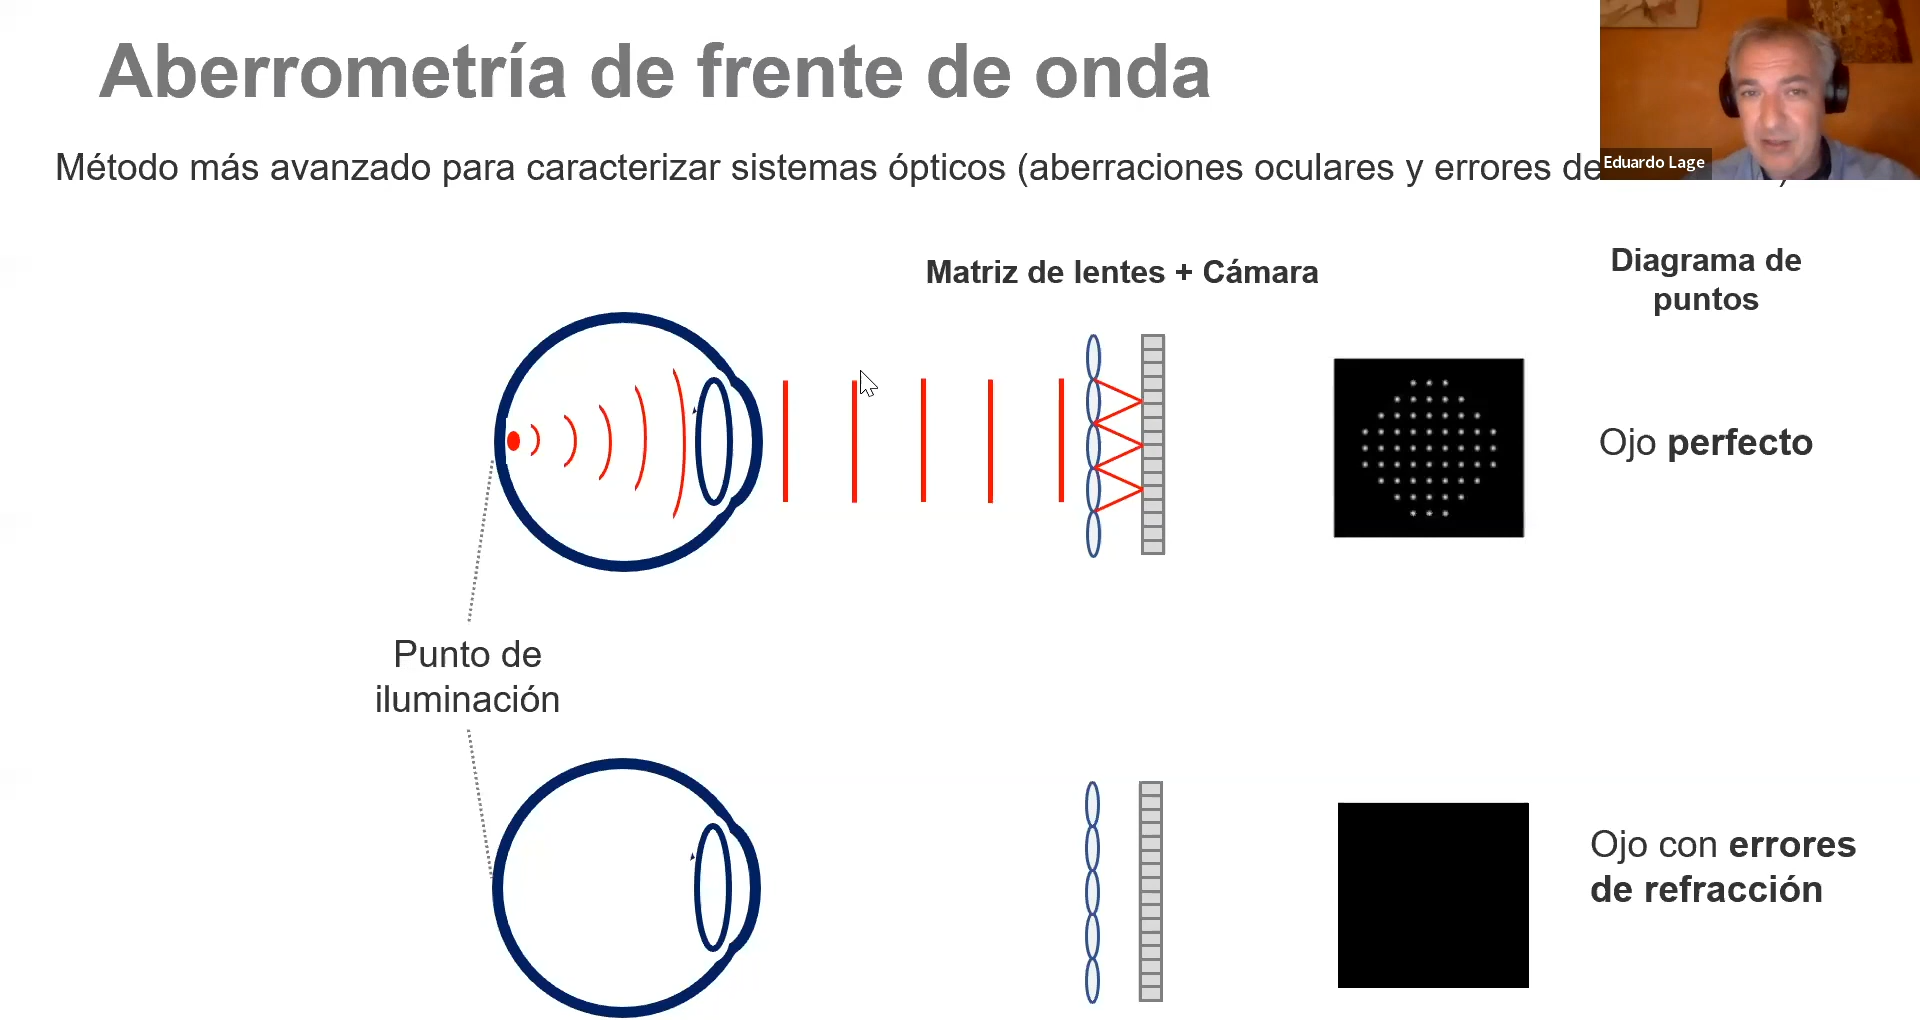 Aberrometría de frente de onda
Método más avanzado para caracterizar sistemas ópticos (aberraciones oculares y errores de
Eduardo Lage
Matriz de lentes + Cámara
Diagrama de
puntos
Ojo perfecto
Punto de
iluminación
Ojo con errores
de refracción